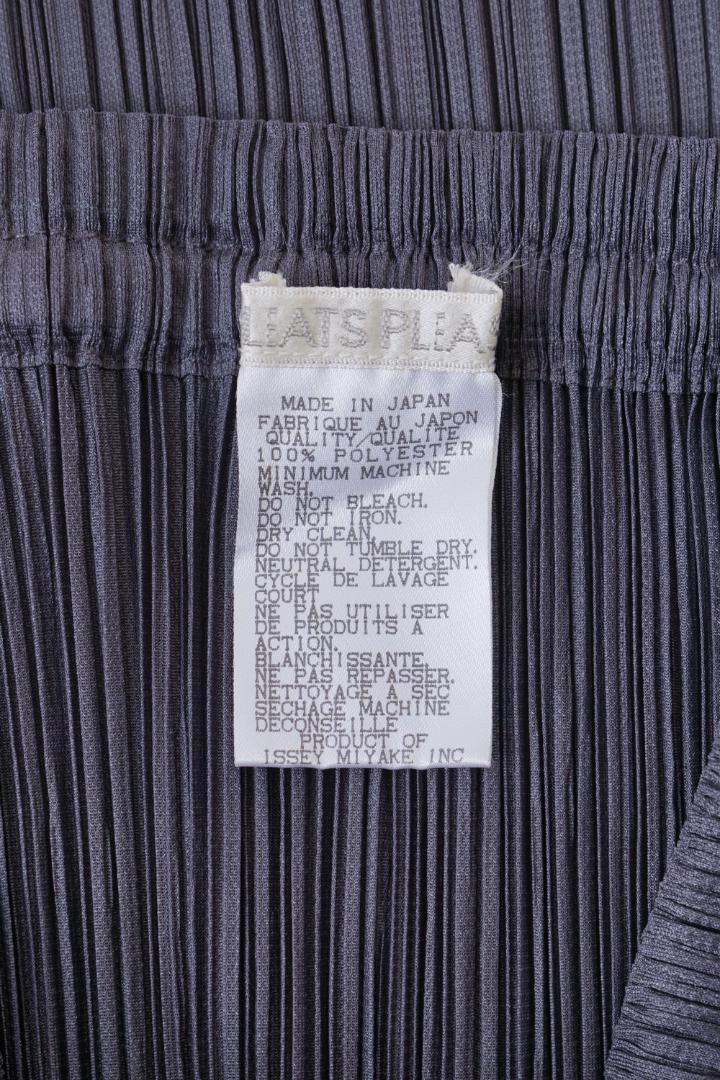 LEATS PLEAS
MADE IN JAPAN
FABRIQUE AU JAPON
QUALITY/QUALITE
100% POLYESTER
MINIMUM MACHINE
WASH.
DO NOT BLEACH.
DO NOT IRON.
DRY CLEAN.
DO NOT TUMBLE DRY.
NEUTRAL DETERGENT.
CYCLE DE LAVAGE
COURT
NE PAS UTILISER
DE PRODUITS A
ACTION.
BLANCHISSANTE.
NE PAS REPASSER.
NETTOYAGE A SEC
SECHAGE MACHINE
DECONSEILLE
PRODUCT OF
ISSEY MIYAKE INC